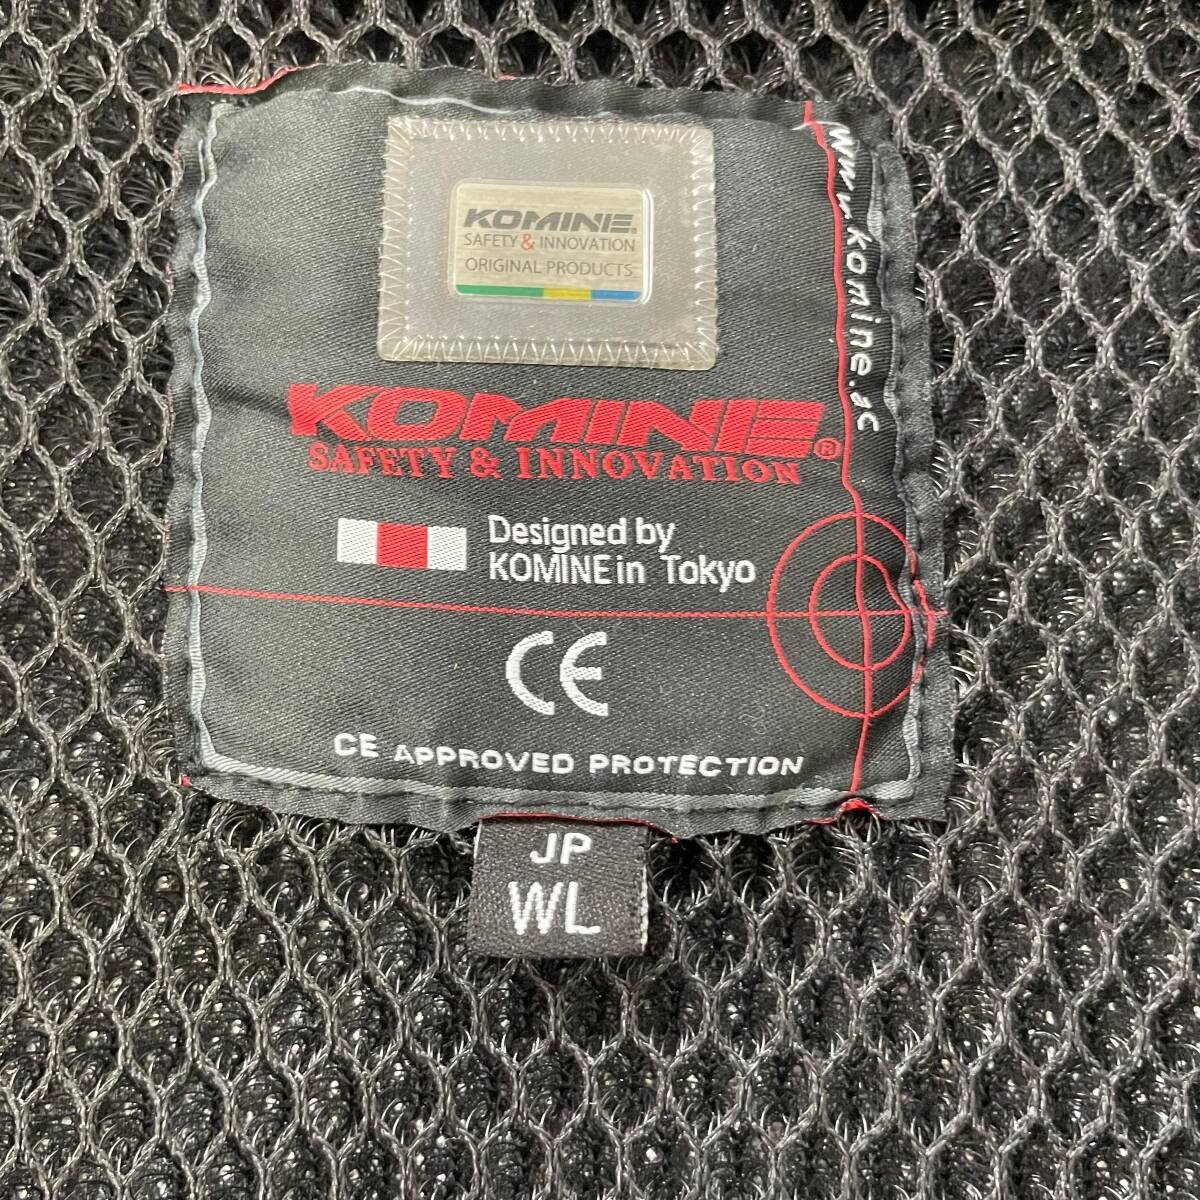 KOMINE®
SAFETY & INNOVATION
ORIGINAL PRODUCTS
www.komine.ac
KOMINE®
SAFETY & INNOVATION
Designed by
KOMINE in Tokyo
CE
CE APPROVED PROTECTION
JP
WL